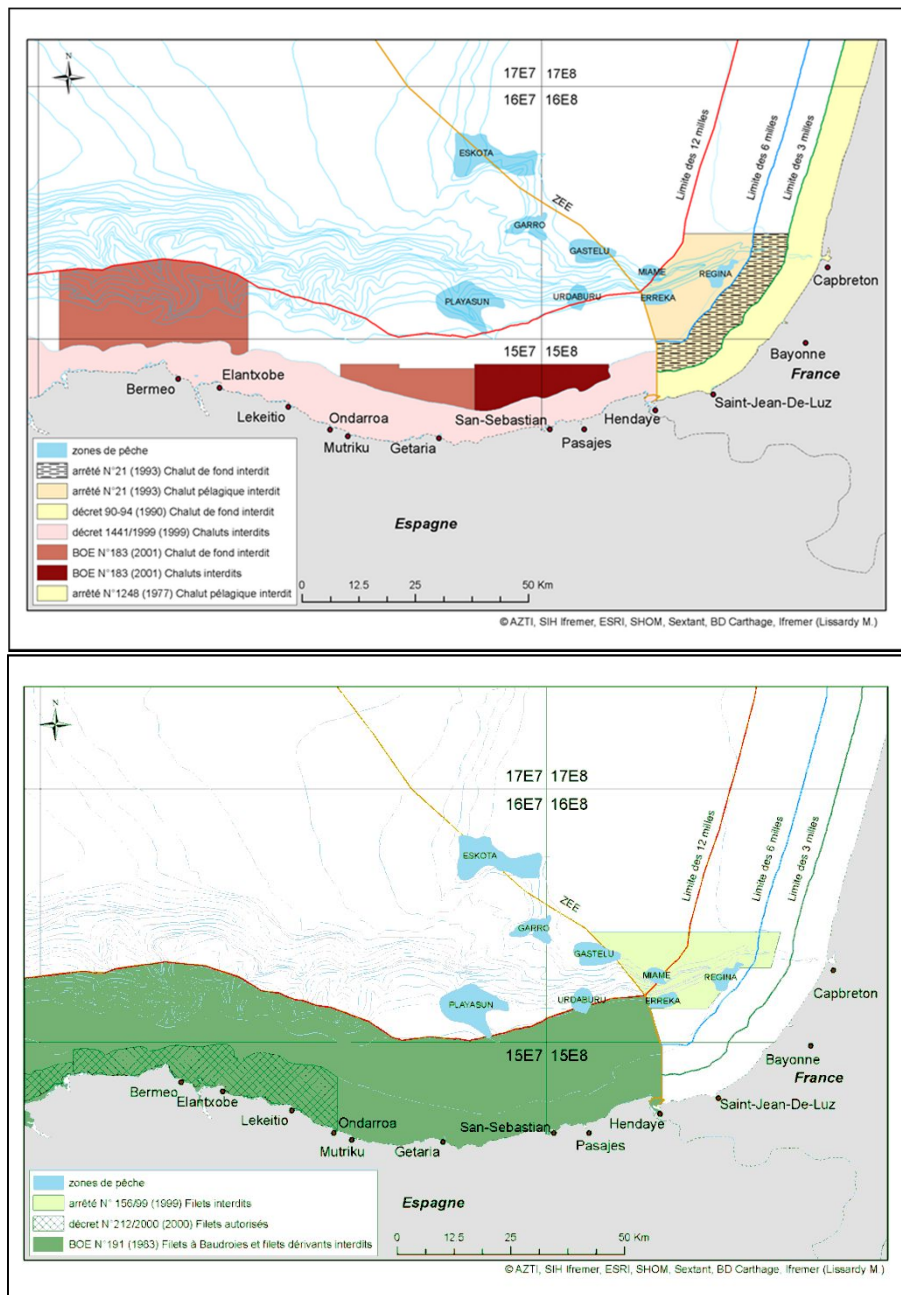 N
17E7 17E8
16E7 16E8
ESKOTA
Limite des 12 milles
Limite des 6 milles
Limite des 3 milles
ZEE
GARRO
GASTELU
MIAME
REGINA
Capbreton
PLAYASUN
URDABURU
ERREKA
15E7 15E8
Bayonne
France
Bermeo
Elantxobe
Saint-Jean-De-Luz
Lekeitio
Ondarroa
San-Sebastian
Hendaye
Mutriku
Getaria
Pasajes
zones de pêche
arrêté N°21 (1993) Chalut de fond interdit
arrêté N°21 (1993) Chalut pélagique interdit
décret 90-94 (1990) Chalut de fond interdit
décret 1441/1999 (1999) Chaluts interdits
BOE N°183 (2001) Chalut de fond interdit
BOE N°183 (2001) Chaluts interdits
arrêté N°1248 (1977) Chalut pélagique interdit
Espagne
0 12.5 25 50 Km
© AZTI, SIH Ifremer, ESRI, SHOM, Sextant, BD Carthage, Ifremer (Lissardy M.)
N
17E7 17E8
16E7 16E8
ESKOTA
Limite des 12 milles
Limite des 6 milles
Limite des 3 milles
ZEE
GARRO
GASTELU
MIAME
REGINA
Capbreton
PLAYASUN
URDABURU
ERREKA
15E7 15E8
Bayonne
France
Bermeo
Elantxobe
Saint-Jean-De-Luz
Lekeitio
Ondarroa
San-Sebastian
Hendaye
Mutriku
Getaria
Pasajes
zones de pêche
arrêté N° 156/99 (1999) Filets interdits
décret N°212/2000 (2000) Filets autorisés
BOE N°191 (1983) Filets à Baudroies et filets dérivants interdits
Espagne
0 12.5 25 50 Km
© AZTI, SIH Ifremer, ESRI, SHOM, Sextant, BD Carthage, Ifremer (Lissardy M.)